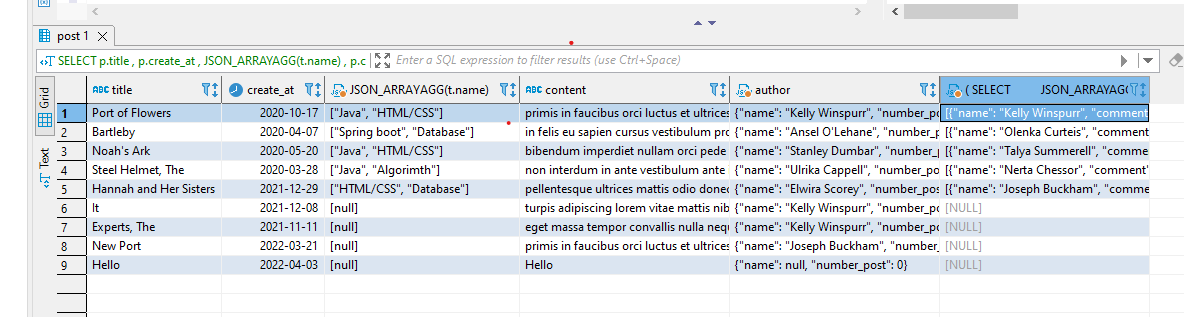 post 1
SELECT p.title , p.create_at , JSON_ARRAYAGG(t.name) , p.c Enter a SQL expression to filter results (use Ctrl+Space)
Grid
Text
ABC title create_at JSON_ARRAYAGG(t.name) ABC content author ( SELECT JSON_ARRAYAG(
1 Port of Flowers 2020-10-17 ["Java", "HTML/CSS"] primis in faucibus orci luctus et ultrices {"name": "Kelly Winspurr", "number_po [{"name": "Kelly Winspurr", "comment
2 Bartleby 2020-04-07 ["Spring boot", "Database"] in felis eu sapien cursus vestibulum pro {"name": "Ansel O'Lehane", "number_ [{"name": "Olenka Curteis", "comment
3 Noah's Ark 2020-05-20 ["Java", "HTML/CSS"] bibendum imperdiet nullam orci pede {"name": "Stanley Dumbar", "number_p [{"name": "Talya Summerell", "comme
4 Steel Helmet, The 2020-03-28 ["Java", "Algorimth"] non interdum in ante vestibulum ante {"name": "Ulrika Cappell", "number_po [{"name": "Nerta Chessor", "comment"
5 Hannah and Her Sisters 2021-12-29 ["HTML/CSS", "Database"] pellentesque ultrices mattis odio donec {"name": "Elwira Scorey", "number_pos [{"name": "Joseph Buckham", "comme
6 It 2021-12-08 [null] turpis adipiscing lorem vitae mattis nib {"name": "Kelly Winspurr", "number_po [NULL]
7 Experts, The 2021-11-11 [null] eget massa tempor convallis nulla nequ {"name": "Kelly Winspurr", "number_po [NULL]
8 New Port 2022-03-21 [null] primis in faucibus orci luctus et ultrices {"name": "Joseph Buckham", "number_ [NULL]
9 Hello 2022-04-03 [null] Hello {"name": null, "number_post": 0} [NULL]